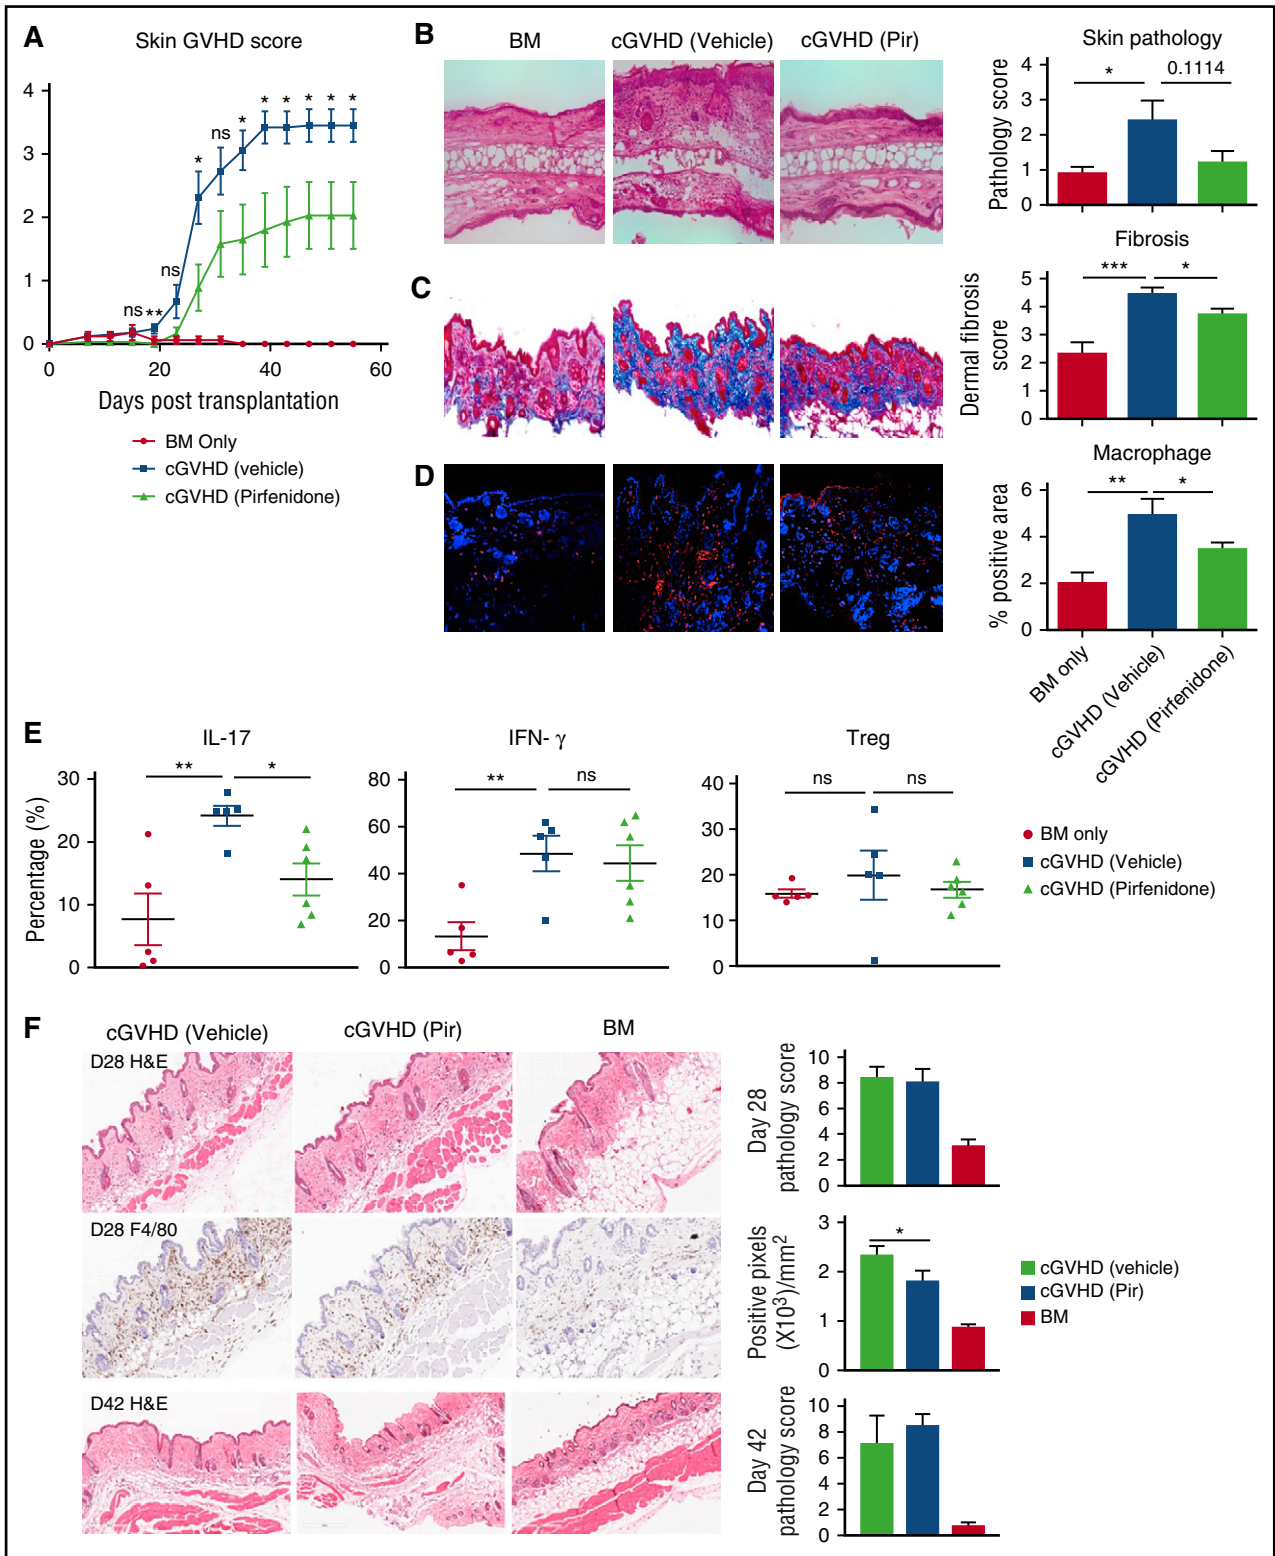 A
Skin GVHD score
4
3
2
1
0
ns
**
ns
*
ns
*
*
*
*
*
*
0
20
40
60
Days post transplantation
BM Only
cGVHD (vehicle)
cGVHD (Pirfenidone)
B
BM
cGVHD (Vehicle)
cGVHD (Pir)
Skin pathology
Pathology score
4
3
2
1
0
*
0.1114
C
Fibrosis
Dermal fibrosis
score
5
4
3
2
1
0
***
*
D
Macrophage
% positive area
6
4
2
0
**
*
BM only
cGVHD (Vehicle)
cGVHD (Pirfenidone)
E
IL-17
Percentage (%)
30
20
10
0
**
*
IFN- γ
80
60
40
20
0
**
ns
Treg
40
30
20
10
0
ns
ns
BM only
cGVHD (Vehicle)
cGVHD (Pirfenidone)
F
cGVHD (Vehicle)
cGVHD (Pir)
BM
D28 H&E
D28 F4/80
D42 H&E
Day 28
pathology score
10
8
6
4
2
0
Positive pixels
(X10³)/mm²
3
2
1
0
*
Day 42
pathology score
10
8
6
4
2
0
cGVHD (vehicle)
cGVHD (Pir)
BM